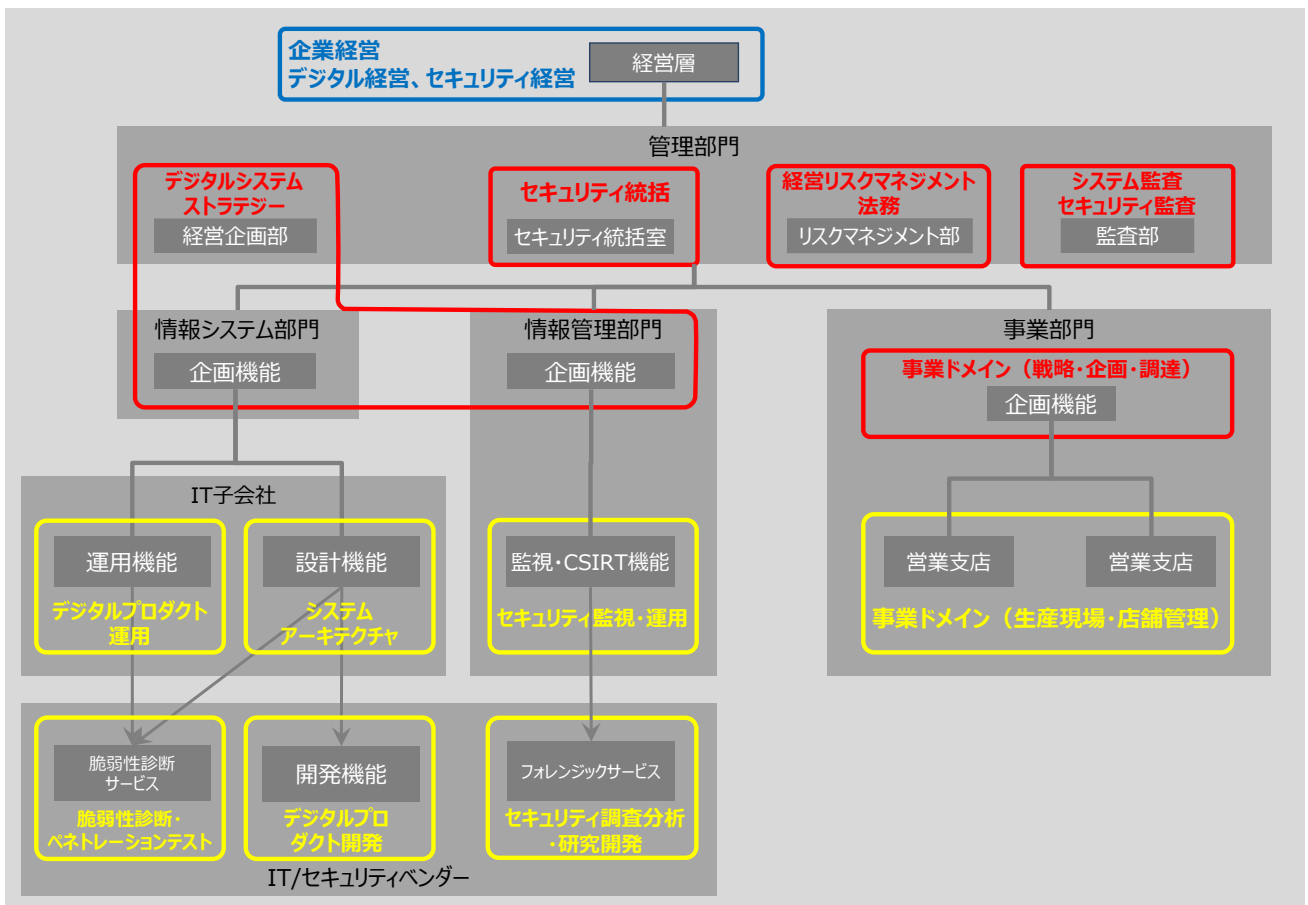 企業経営
デジタル経営、セキュリティ経営
経営層
管理部門
デジタルシステム
ストラテジー
経営企画部
セキュリティ統括
セキュリティ統括室
経営リスクマネジメント
法務
リスクマネジメント部
システム監査
セキュリティ監査
監査部
情報システム部門
企画機能
情報管理部門
企画機能
事業部門
事業ドメイン（戦略・企画・調達）
企画機能
IT子会社
運用機能
デジタルプロダクト
運用
設計機能
システム
アーキテクチャ
監視・CSIRT機能
セキュリティ監視・運用
営業支店
営業支店
事業ドメイン（生産現場・店舗管理）
脆弱性診断
サービス
脆弱性診断・
ペネトレーションテスト
開発機能
デジタルプロ
ダクト開発
フォレンジックサービス
セキュリティ調査分析
・研究開発
IT/セキュリティベンダー